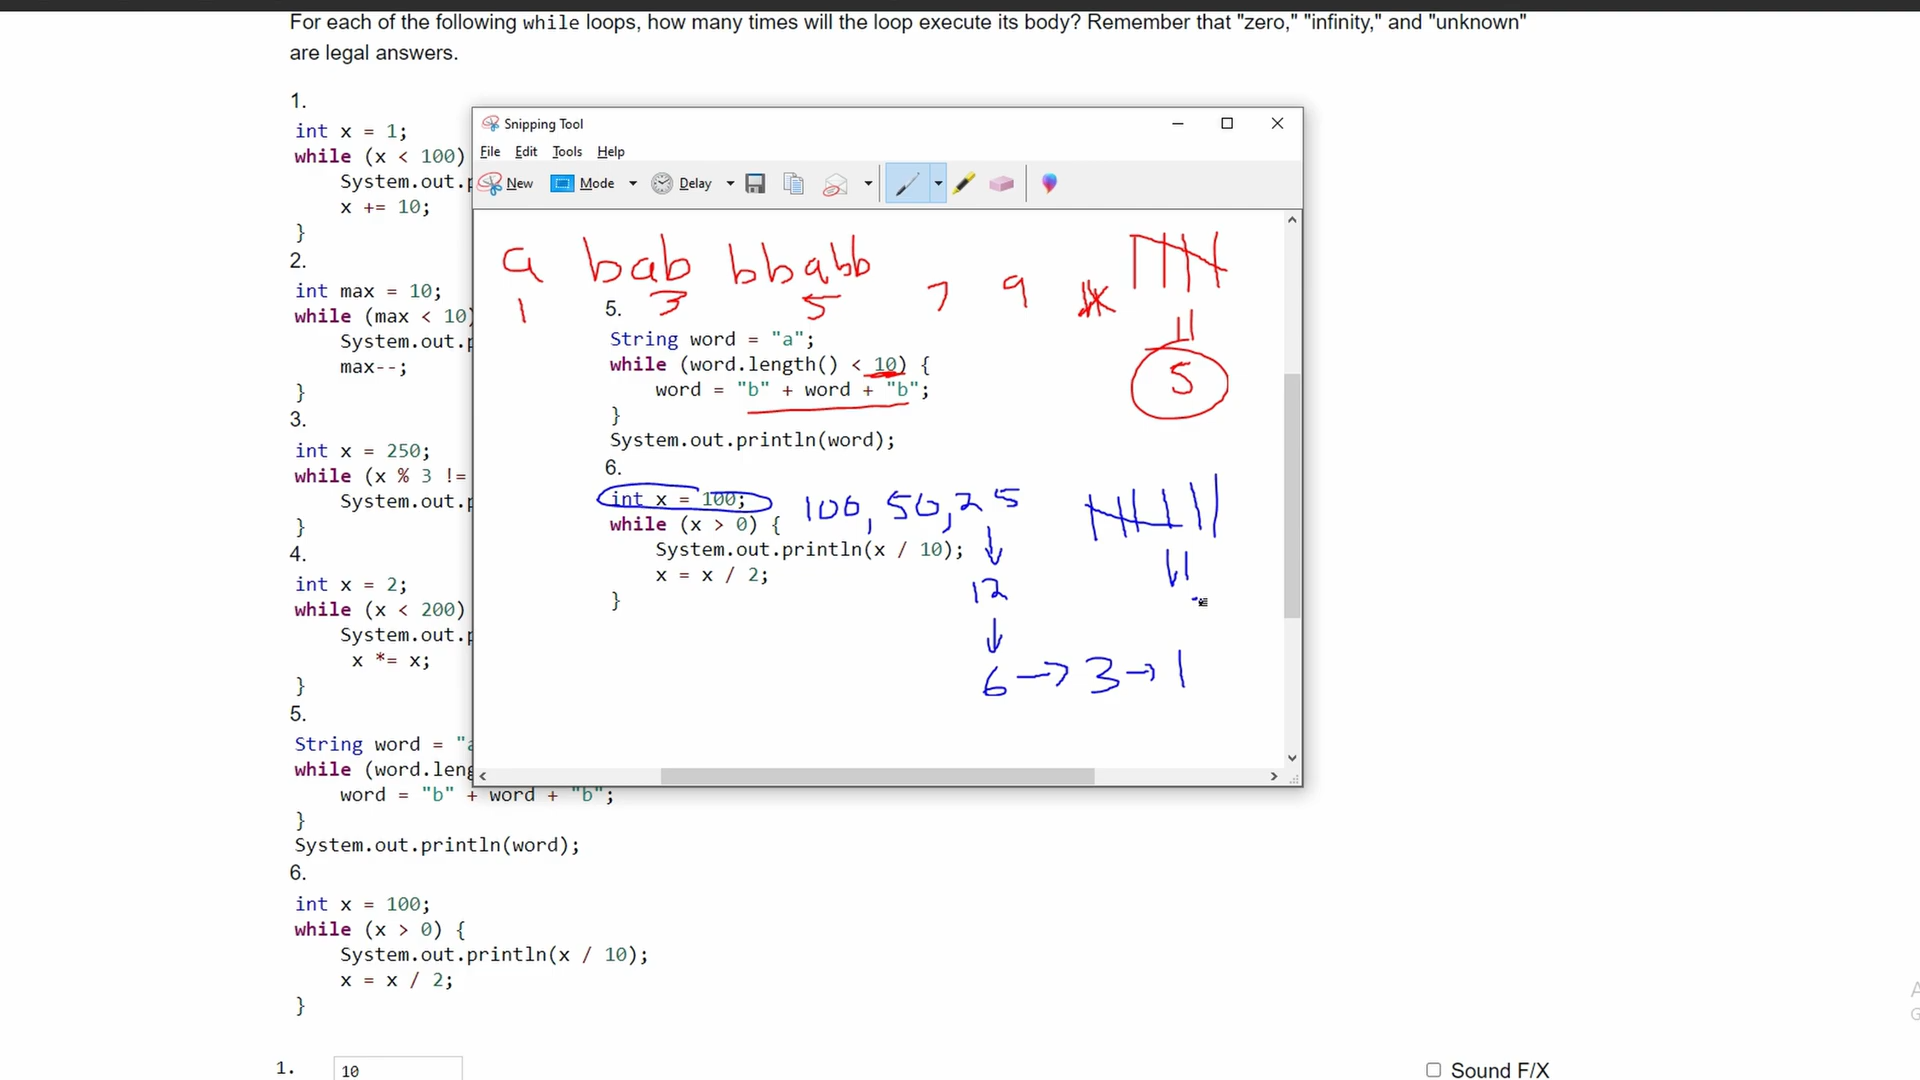 For each of the following while loops, how many times will the loop execute its body? Remember that "zero," "infinity," and "unknown"
are legal answers.
1.
int x = 1;
while (x < 100)
System.out.p
x += 10;
}
2.
int max = 10;
while (max < 10)
System.out.p
max--;
}
3.
int x = 250;
while (x % 3 !=
System.out.p
}
4.
int x = 2;
while (x < 200)
System.out.p
x *= x;
}
5.
String word = "a
while (word.leng
word = "b" + word + "b";
}
System.out.println(word);
6.
int x = 100;
while (x > 0) {
System.out.println(x / 10);
x = x / 2;
}
1. 10
Sound F/X
Snipping Tool
File Edit Tools Help
New Mode Delay
a bab bbabb
1 3 5 7 9
5.
String word = "a";
while (word.length() < 10) {
word = "b" + word + "b";
}
System.out.println(word);
5
6.
int x = 100; 100, 50, 25
while (x > 0) {
System.out.println(x / 10);
x = x / 2; 12
}
6 → 3 → 1
A
G